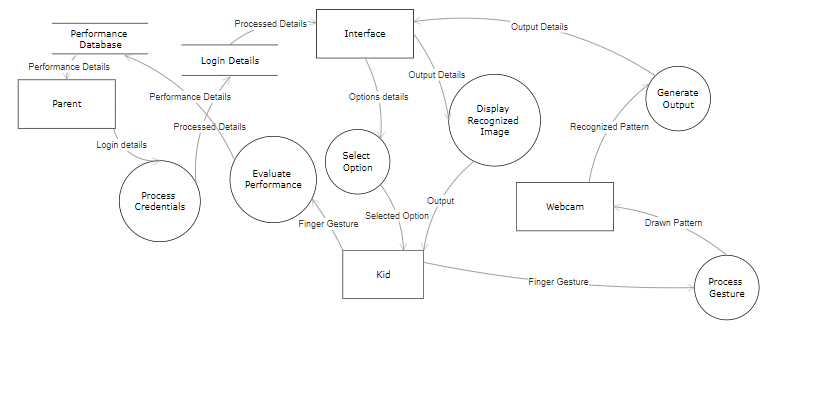 Processed Details
Interface
Output Details
Performance
Database
Login Details
Performance Details
Output Details
Parent
Performance Details
Options details
Display
Recognized
Image
Generate
Output
Processed Details
Recognized Pattern
Login details
Select
Option
Evaluate
Performance
Process
Credentials
Output
Webcam
Selected Option
Finger Gesture
Drawn Pattern
Kid
Finger Gesture
Process
Gesture